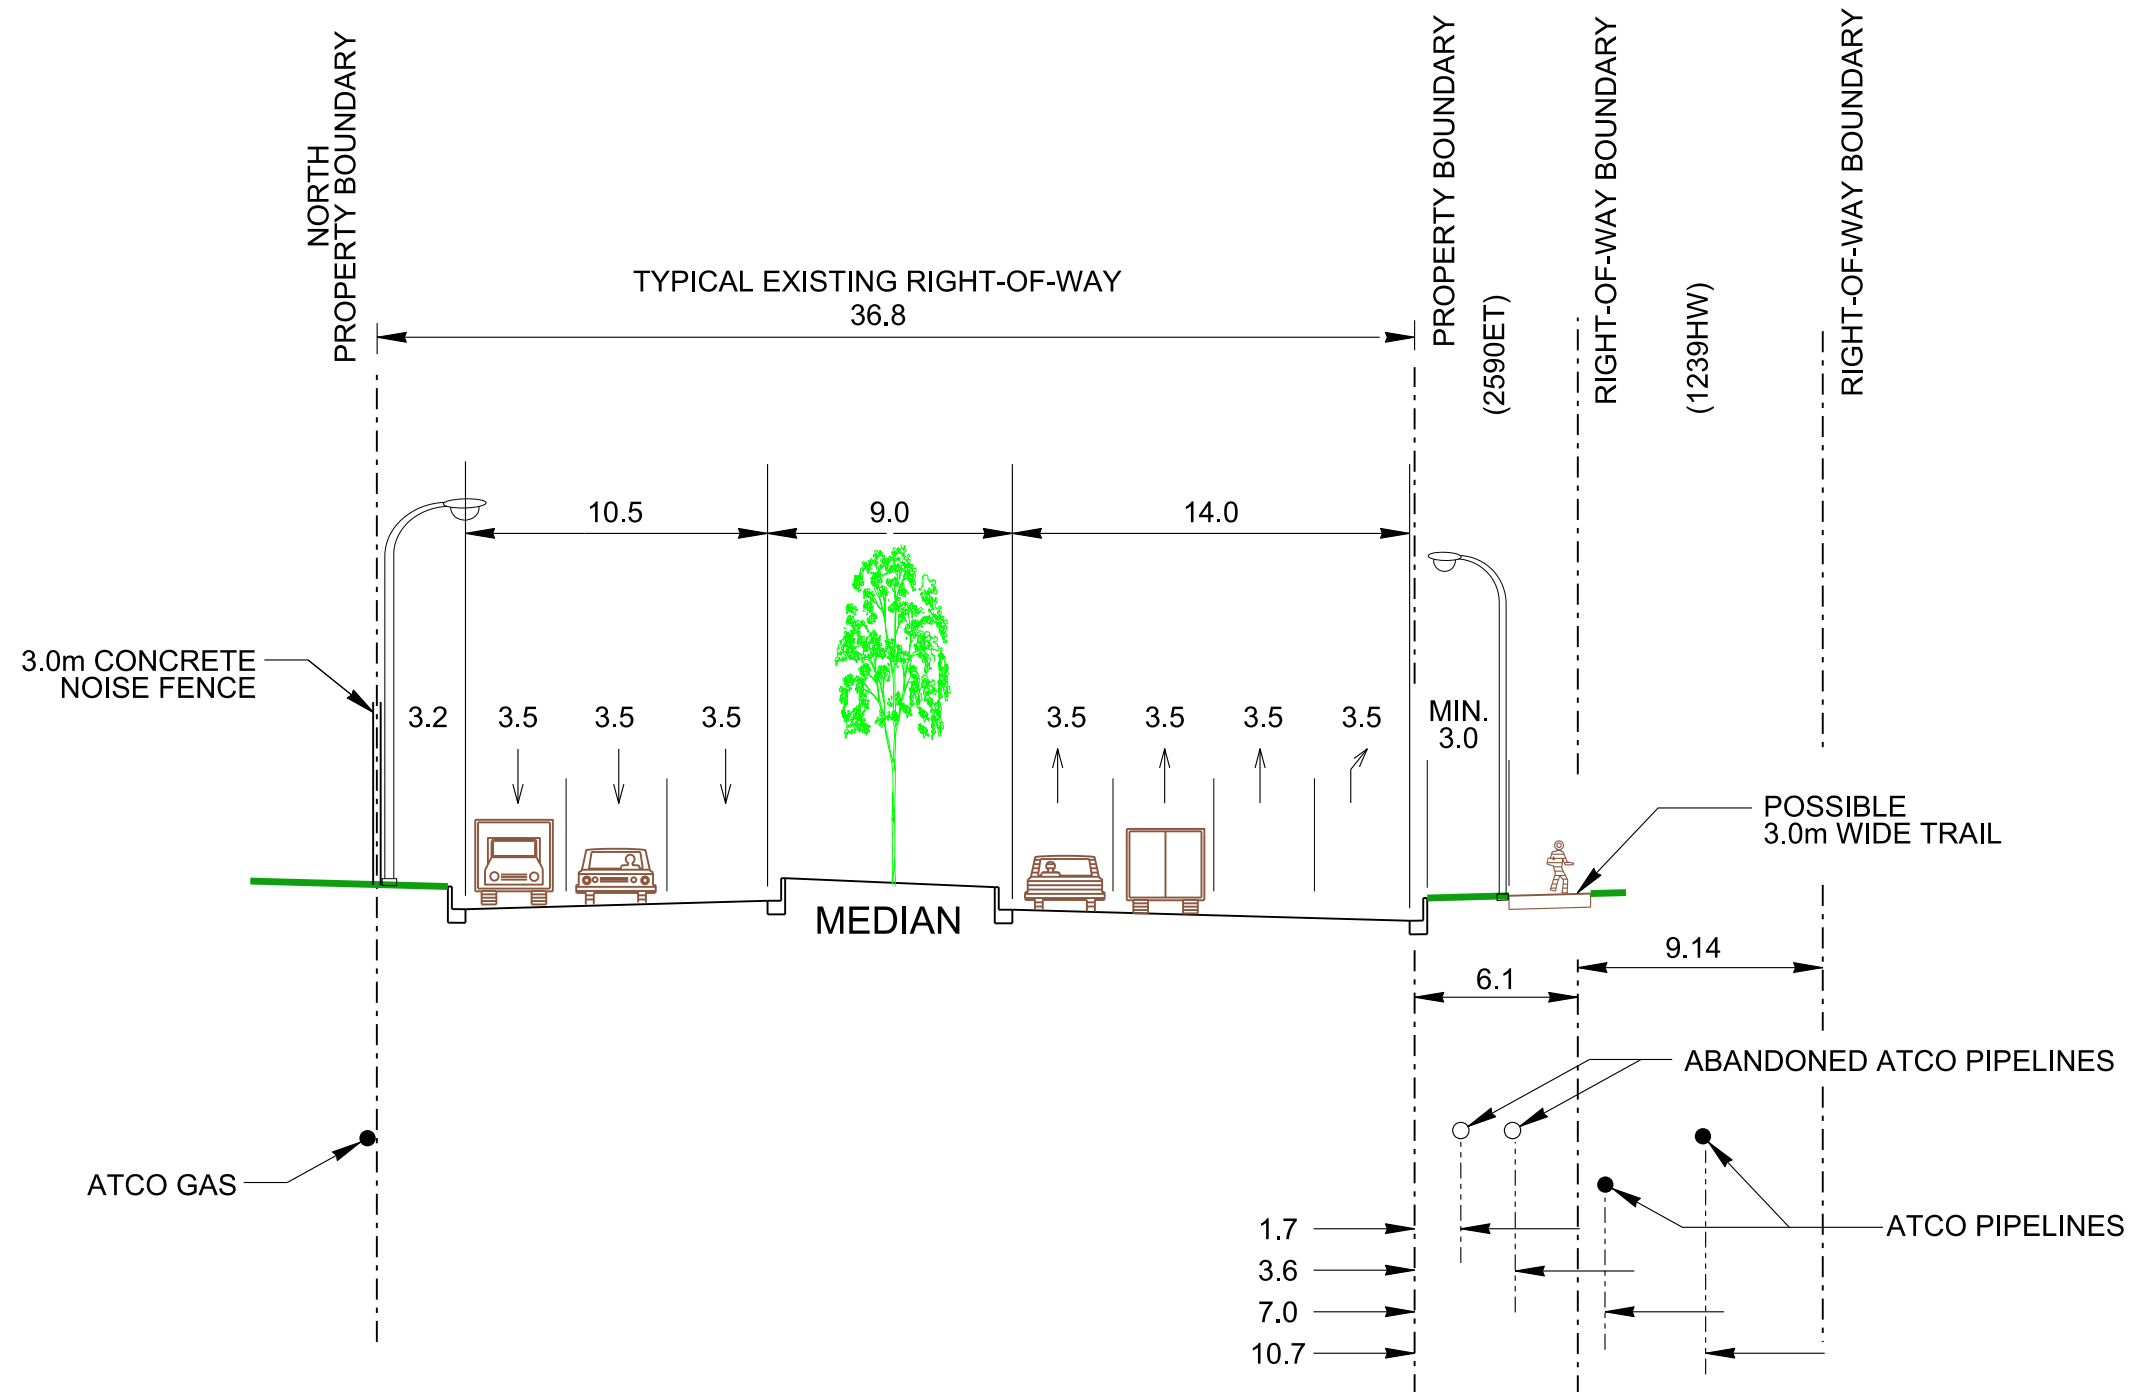 NORTH
PROPERTY BOUNDARY
PROPERTY BOUNDARY
(2590ET)
RIGHT-OF-WAY BOUNDARY
(1239HW)
RIGHT-OF-WAY BOUNDARY
TYPICAL EXISTING RIGHT-OF-WAY
36.8
10.5
9.0
14.0
3.0m CONCRETE
NOISE FENCE
3.2
3.5
3.5
3.5
3.5
3.5
3.5
3.5
MIN.
3.0
POSSIBLE
3.0m WIDE TRAIL
MEDIAN
9.14
6.1
ABANDONED ATCO PIPELINES
ATCO GAS
ATCO PIPELINES
1.7
3.6
7.0
10.7